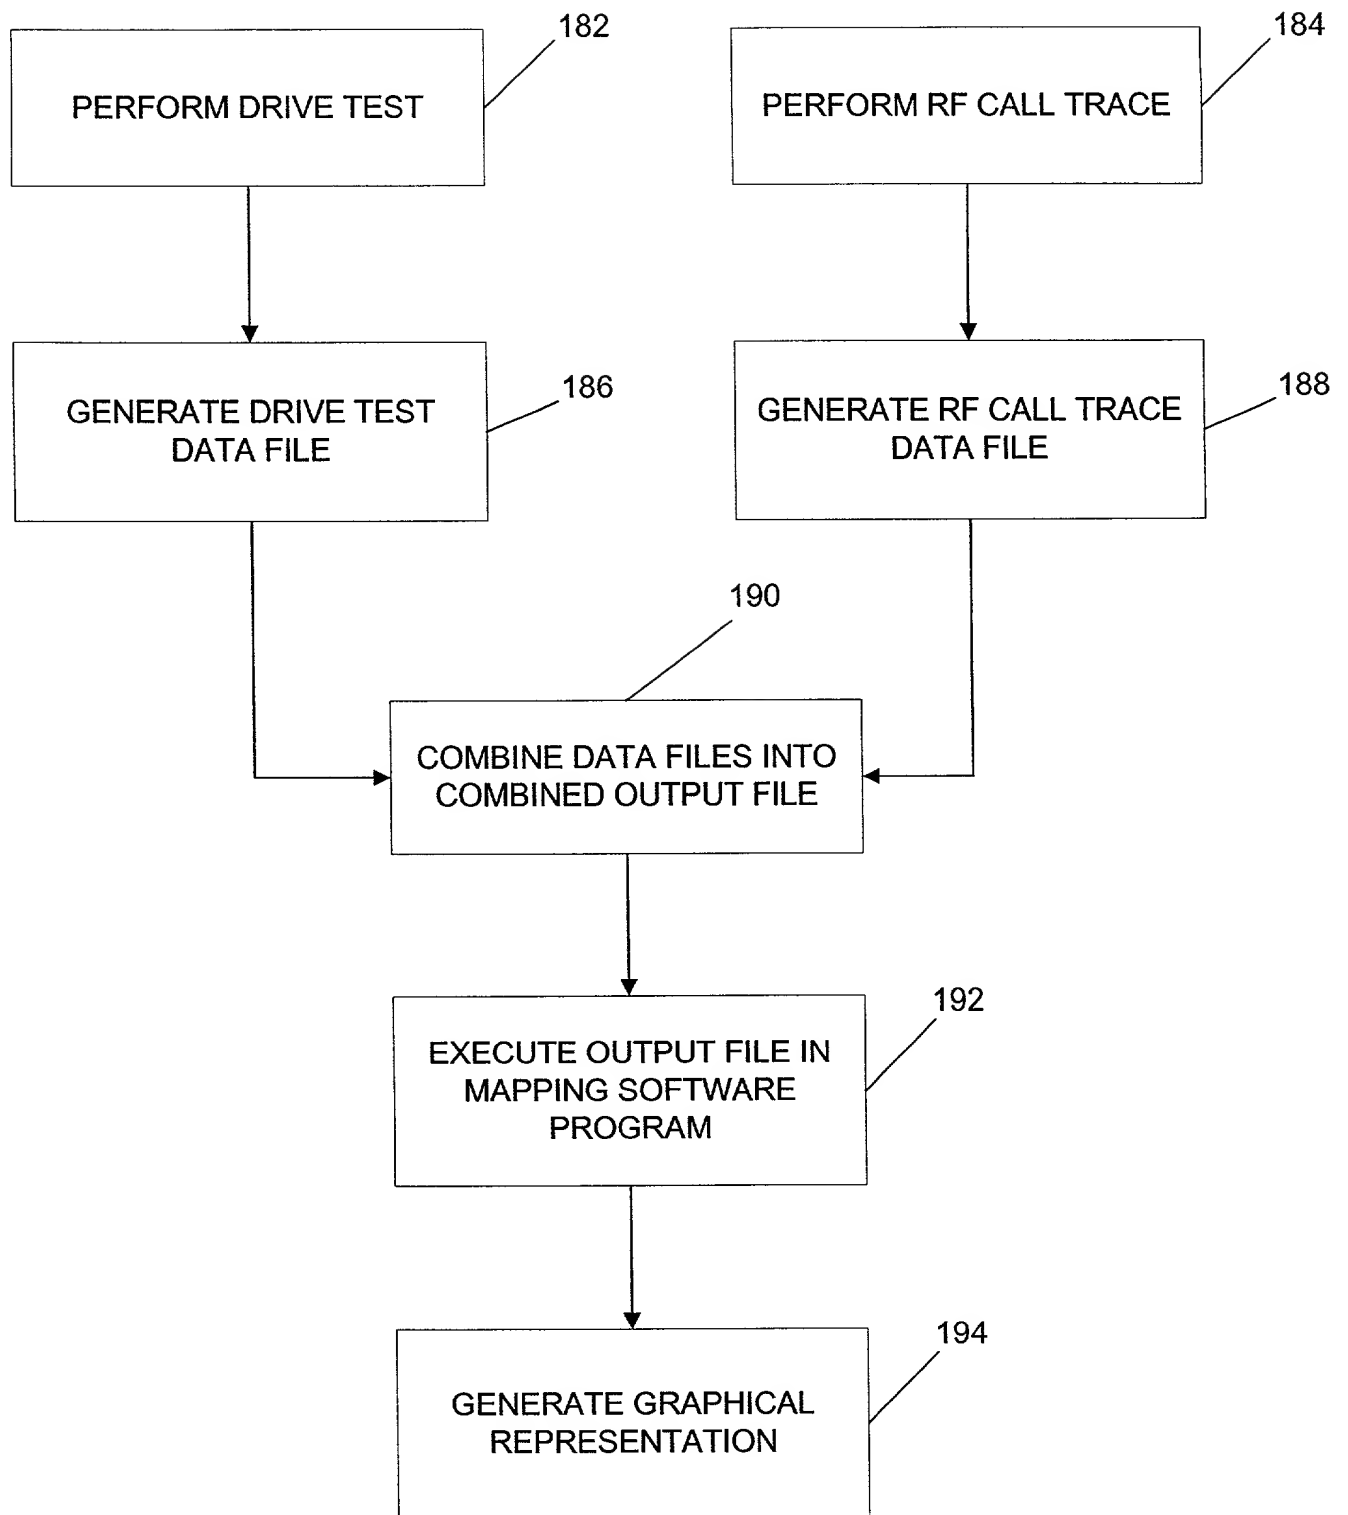 182
PERFORM DRIVE TEST
184
PERFORM RF CALL TRACE
186
GENERATE DRIVE TEST
DATA FILE
188
GENERATE RF CALL TRACE
DATA FILE
190
COMBINE DATA FILES INTO
COMBINED OUTPUT FILE
192
EXECUTE OUTPUT FILE IN
MAPPING SOFTWARE
PROGRAM
194
GENERATE GRAPHICAL
REPRESENTATION